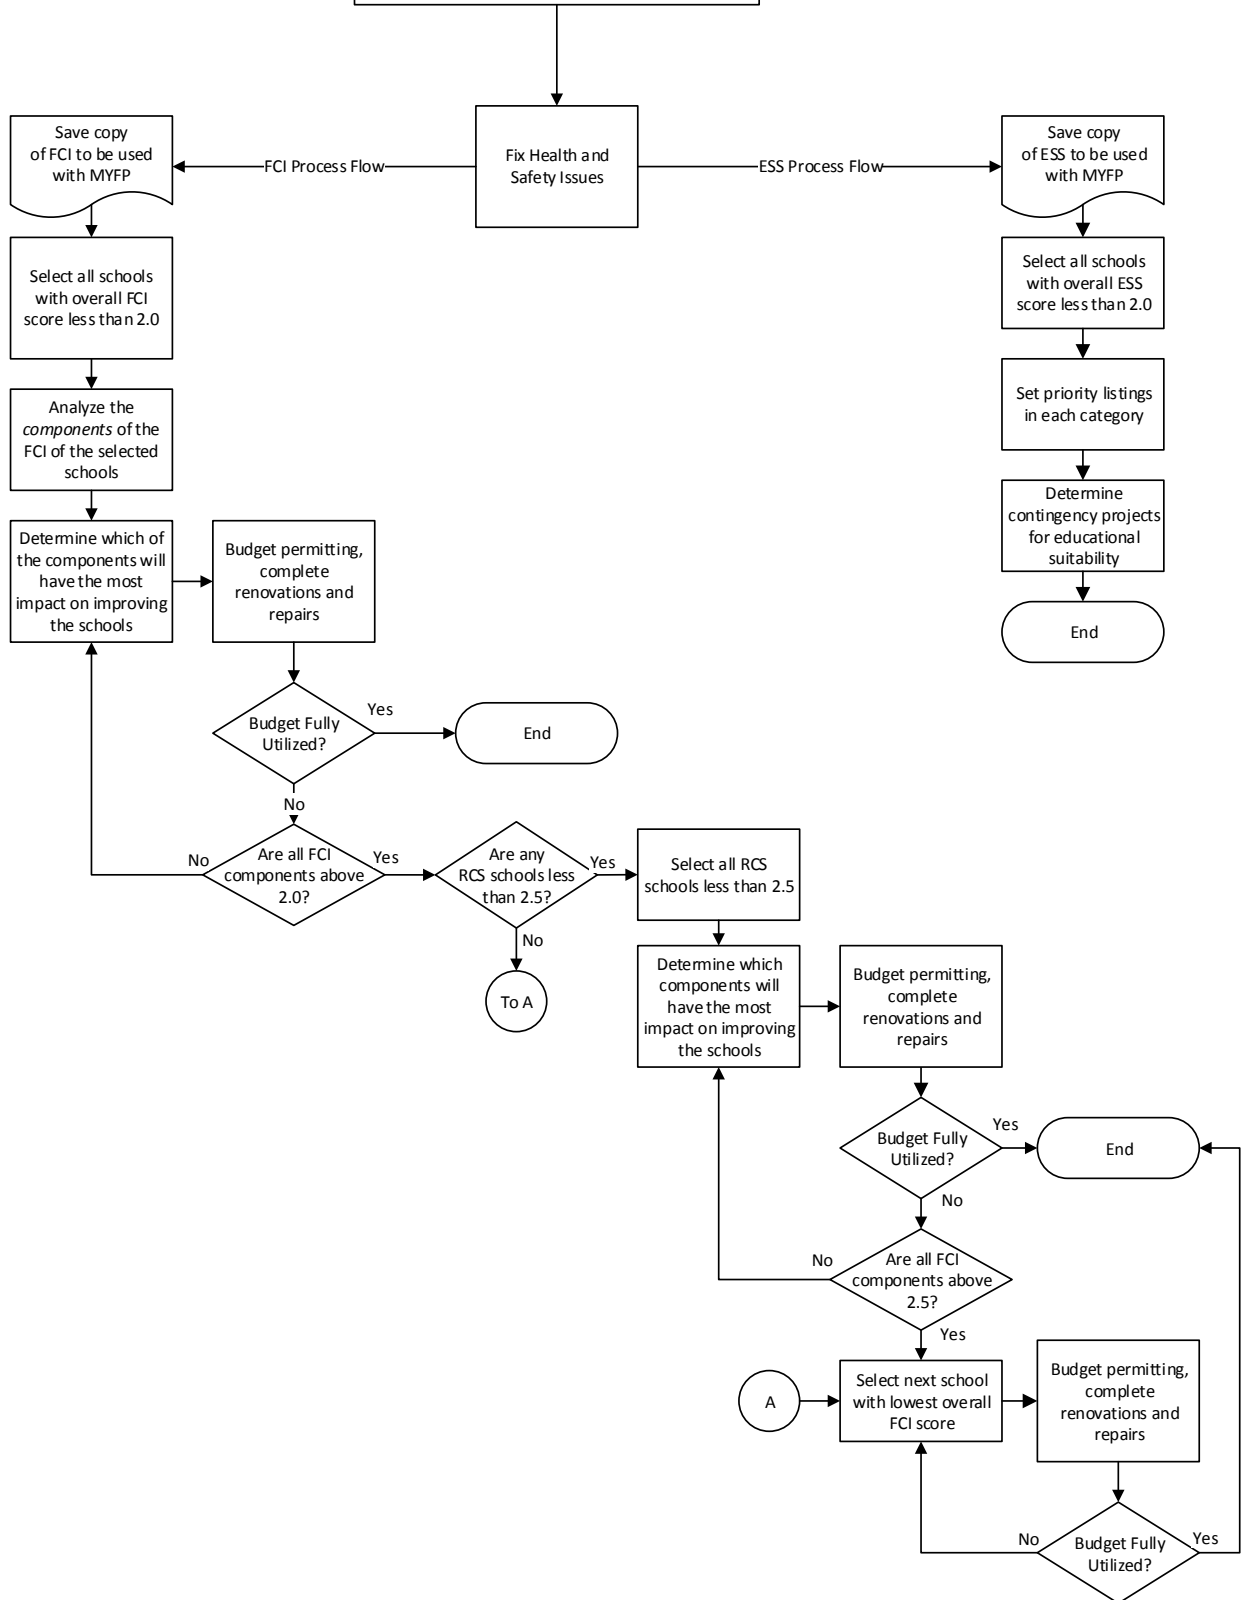 Save copy
of FCI to be used
with MYFP
FCI Process Flow
Fix Health and
Safety Issues
ESS Process Flow
Save copy
of ESS to be used
with MYFP
Select all schools
with overall FCI
score less than 2.0
Select all schools
with overall ESS
score less than 2.0
Analyze the
components of the
FCI of the selected
schools
Set priority listings
in each category
Determine which of
the components will
have the most
impact on improving
the schools
Budget permitting,
complete
renovations and
repairs
Determine
contingency projects
for educational
suitability
End
Budget Fully
Utilized?
Yes
End
No
Are all FCI
components above
2.0?
No
Yes
Are any
RCS schools less
than 2.5?
Yes
No
To A
Select all RCS
schools less than 2.5
Determine which
components will
have the most
impact on improving
the schools
Budget permitting,
complete
renovations and
repairs
Budget Fully
Utilized?
Yes
End
No
Are all FCI
components above
2.5?
No
Yes
A
Select next school
with lowest overall
FCI score
Budget permitting,
complete
renovations and
repairs
Budget Fully
Utilized?
No
Yes